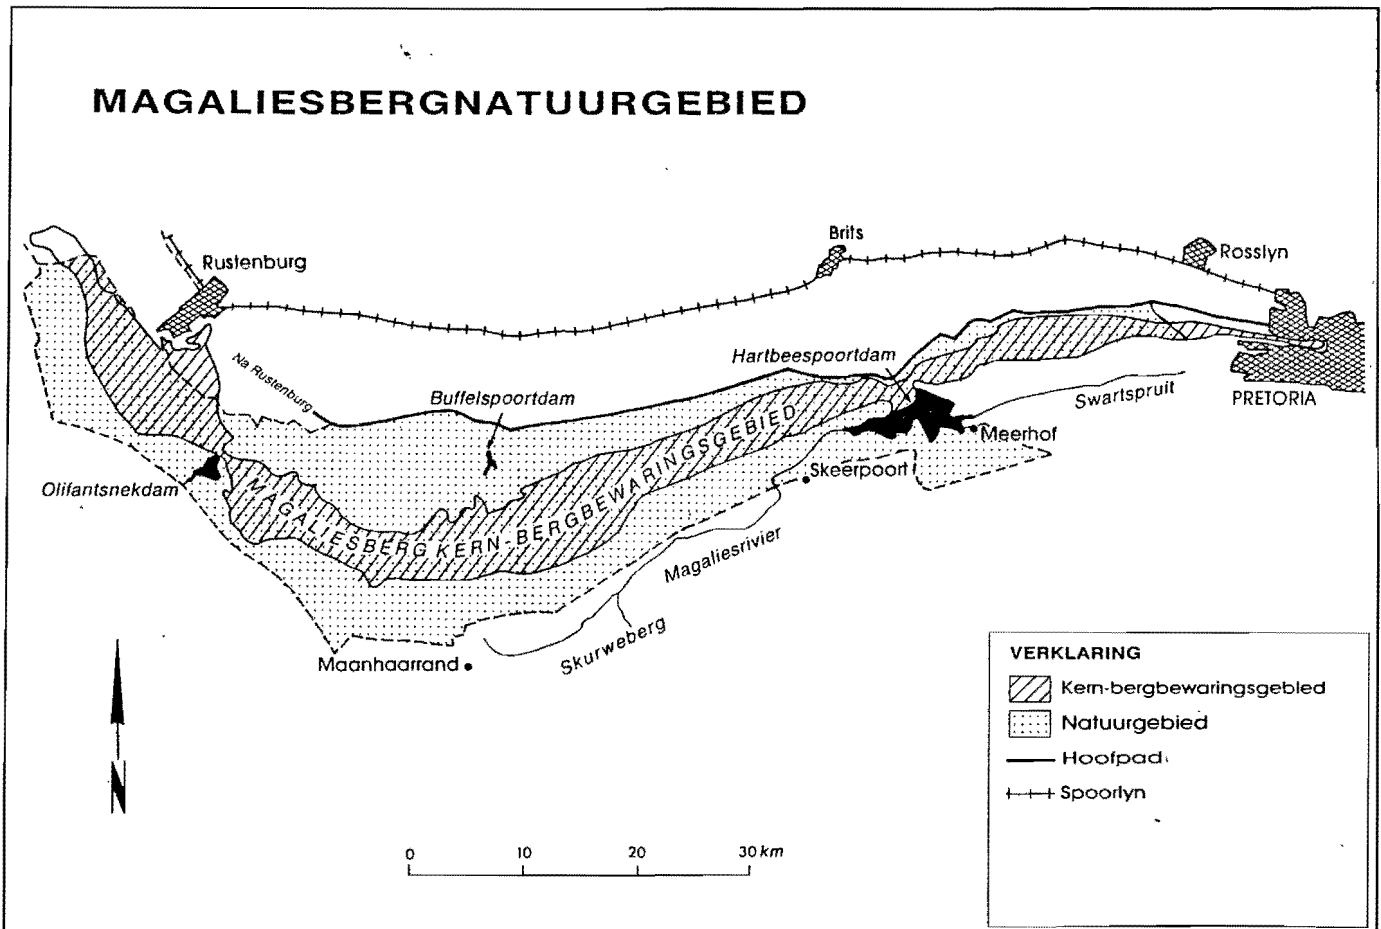 MAGALIESBERGNATUURGEBIED
Brits
Rustenburg
Rosslyn
Na Rustenburg
Hartbeespoortdam
Buffelspoortdam
Swartspruit
PRETORIA
Meerhof
Skeerpoort
Olifantsnekdam
MAGALIESBERG KERN-BERGBEWARINGSGEBIED
Magaliesrivier
Skurweberg
Maanhaarrand
N
VERKLARING
Kern-bergbewaringsgebied
Natuurgebied
Hoofpad
Spoorlyn
0 10 20 30 km